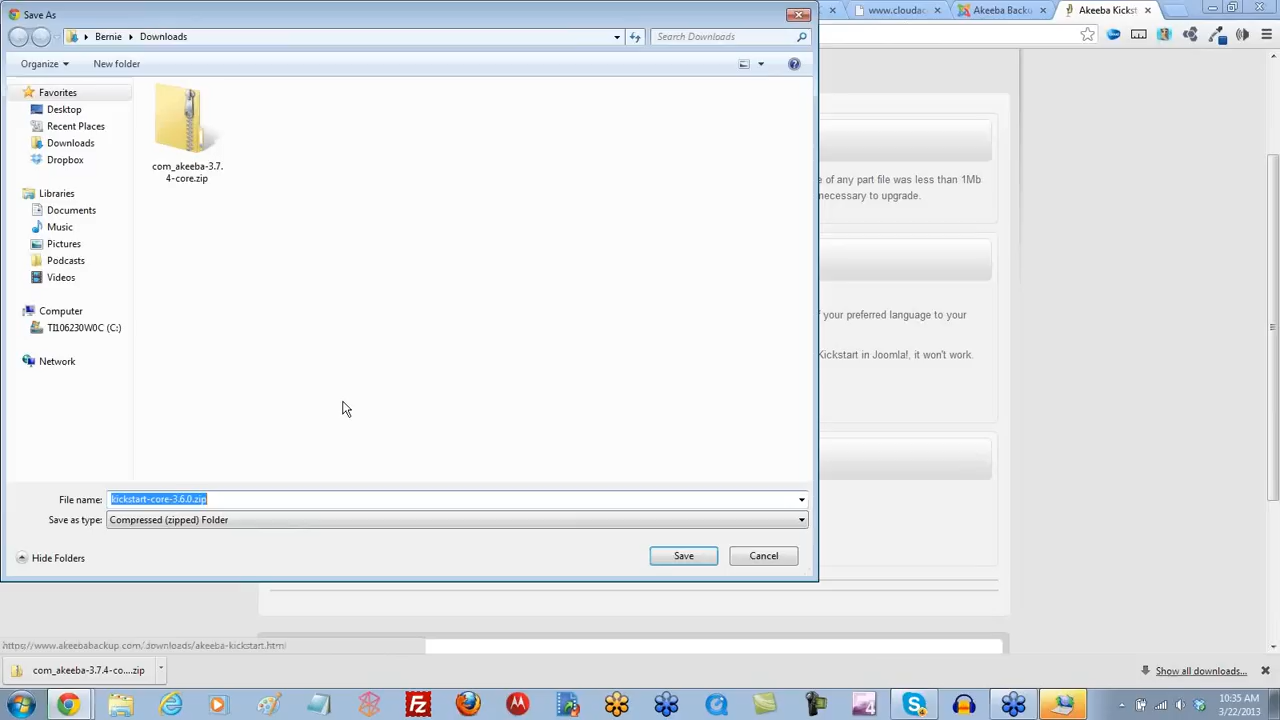 Save As
www.cloudac
Akeeba Backu
Akeeba Kickst
Bernie
Downloads
Search Downloads
Organize
New folder
Favorites
Desktop
Recent Places
Downloads
Dropbox
Libraries
Documents
Music
Pictures
Podcasts
Videos
Computer
TI106230W0C (C:)
Network
com_akeeba-3.7.
4-core.zip
e of any part file was less than 1Mb
necessary to upgrade.
f your preferred language to your
Kickstart in Joomla!, it won't work.
File name:
kickstart-core-3.6.0.zip
Save as type:
Compressed (zipped) Folder
Hide Folders
Save
Cancel
https://www.akeebabackup.com/downloads/akeeba-kickstart.html
com_akeeba-3.7.4-co....zip
Show all downloads...
10:35 AM
3/22/2013